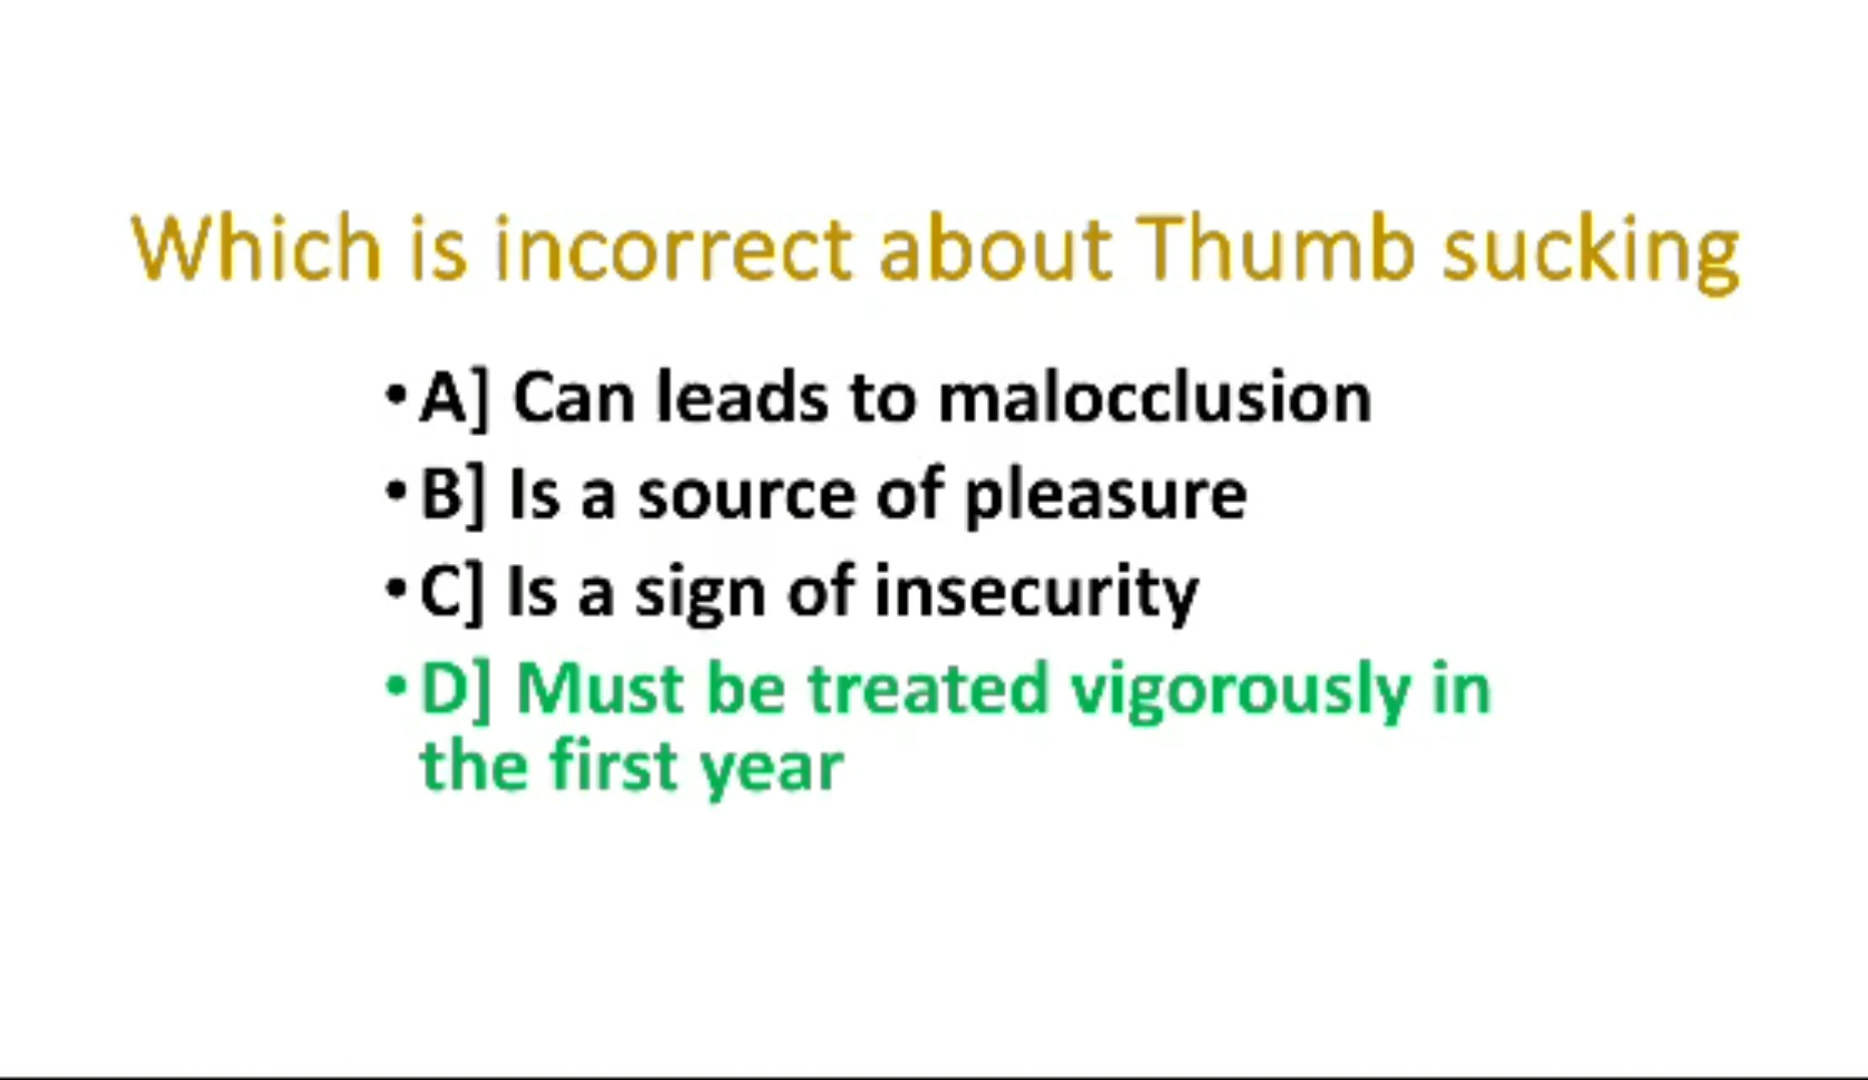 Which is incorrect about Thumb sucking
• A] Can leads to malocclusion
• B] Is a source of pleasure
• C] Is a sign of insecurity
• D] Must be treated vigorously in
the first year